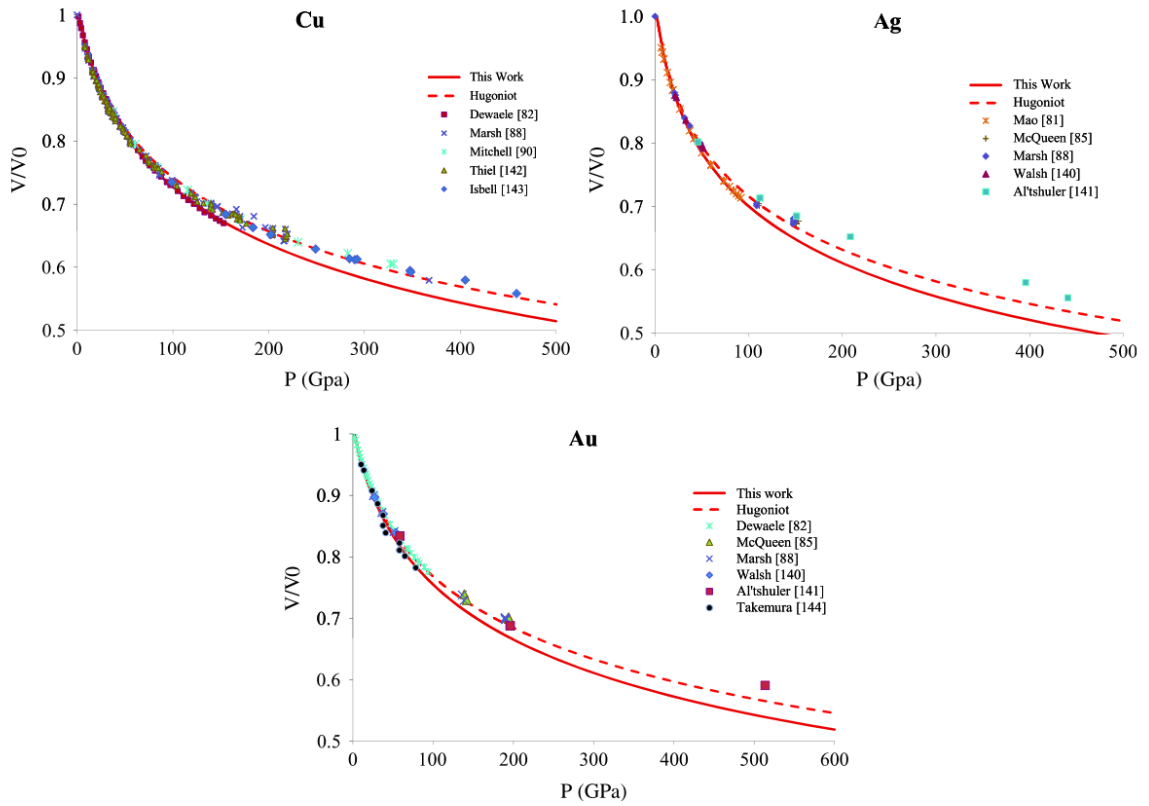 Cu
1
0.9
0.8
0.7
0.6
0.5
V/V0
0
100
200
300
400
500
P (Gpa)
This Work
Hugoniot
Dewaele [82]
Marsh [88]
Mitchell [90]
Thiel [142]
Isbell [143]
Ag
1
0.9
0.8
0.7
0.6
0.5
V/V0
0
100
200
300
400
500
P (Gpa)
This Work
Hugoniot
Mao [81]
McQueen [85]
Marsh [88]
Walsh [140]
Al'tshuler [141]
Au
1
0.9
0.8
0.7
0.6
0.5
V/V0
0
100
200
300
400
500
600
P (GPa)
This work
Hugoniot
Dewaele [82]
McQueen [85]
Marsh [88]
Walsh [140]
Al'tshuler [141]
Takemura [144]